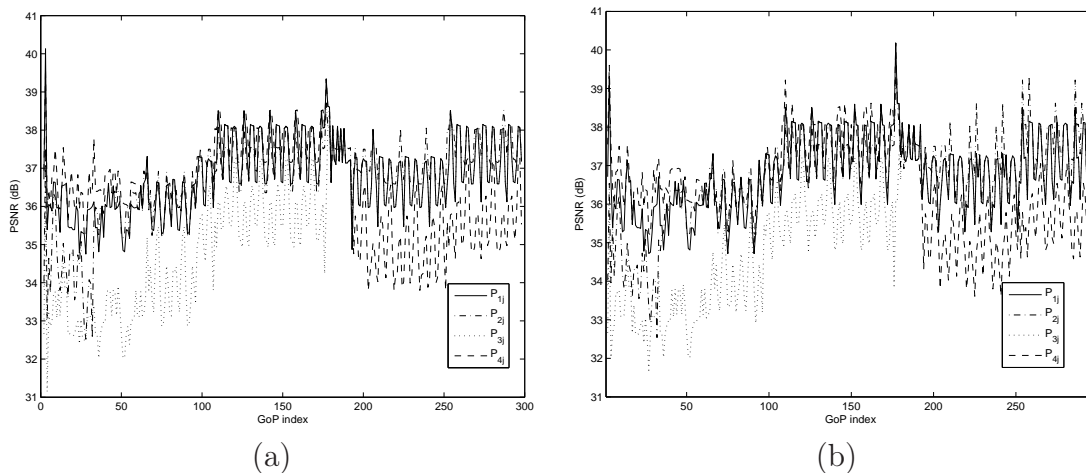 41
40
39
38
37
36
35
34
33
32
31
PSNR (dB)
0 50 100 150 200 250 300
GoP index
P1j
P2j
P3j
P4j
(a)
41
40
39
38
37
36
35
34
33
32
31
PSNR (dB)
50 100 150 200 250
GoP index
P1j
P2j
P3j
P4j
(b)